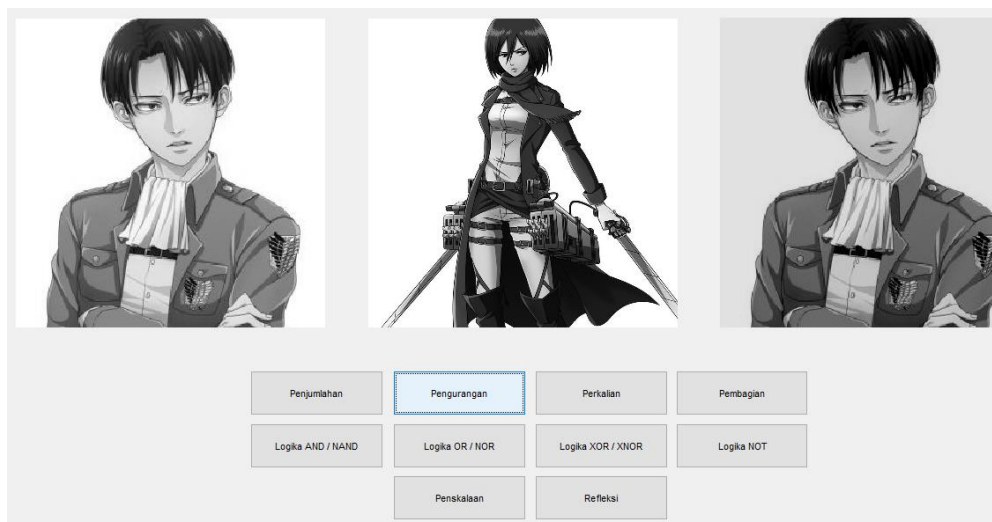 Penjumlahan
Pengurangan
Perkalian
Pembagian
Logika AND / NAND
Logika OR / NOR
Logika XOR / XNOR
Logika NOT
Penskalaan
Refleksi